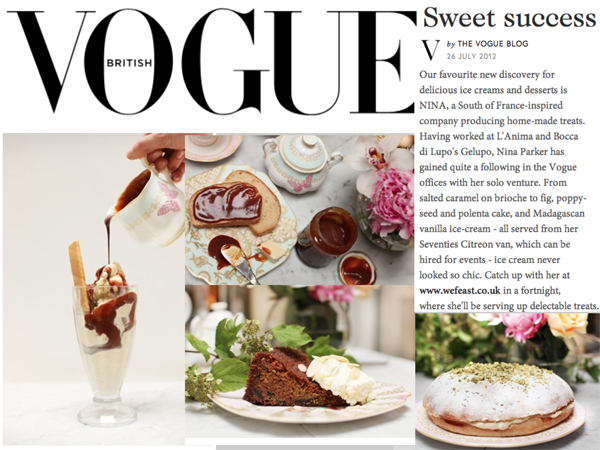 VOGUE
BRITISH
Sweet success
V
by THE VOGUE BLOG
26 JULY 2012
Our favourite new discovery for
delicious ice creams and desserts is
NINA, a South of France-inspired
company producing home-made treats.
Having worked at L'Anima and Bocca
di Lupo's Gelupo, Nina Parker has
gained quite a following in the Vogue
offices with her solo venture. From
salted caramel on brioche to fig, poppy-
seed and polenta cake, and Madagascan
vanilla ice-cream - all served from her
Seventies Citreon van, which can be
hired for events - ice cream never
looked so chic. Catch up with her at
www.wefeast.co.uk in a fortnight,
where she'll be serving up delectable treats.